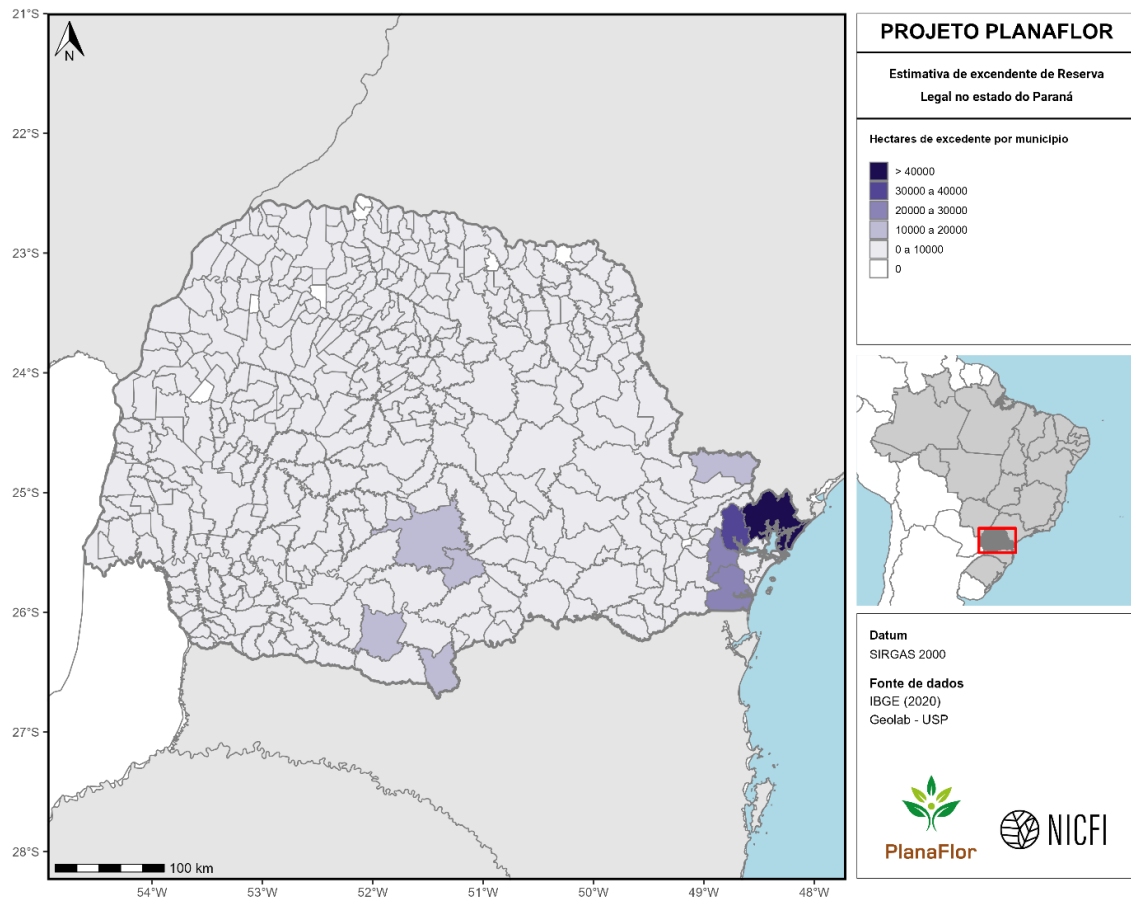 21°S
22°S
23°S
24°S
25°S
26°S
27°S
28°S
N
100 km
54°W
53°W
52°W
51°W
50°W
49°W
48°W
PROJETO PLANAFLOR
Estimativa de excendente de Reserva
Legal no estado do Paraná
Hectares de excedente por município
> 40000
30000 a 40000
20000 a 30000
10000 a 20000
0 a 10000
0
Datum
SIRGAS 2000
Fonte de dados
IBGE (2020)
Geolab - USP
PlanaFlor
NICFI